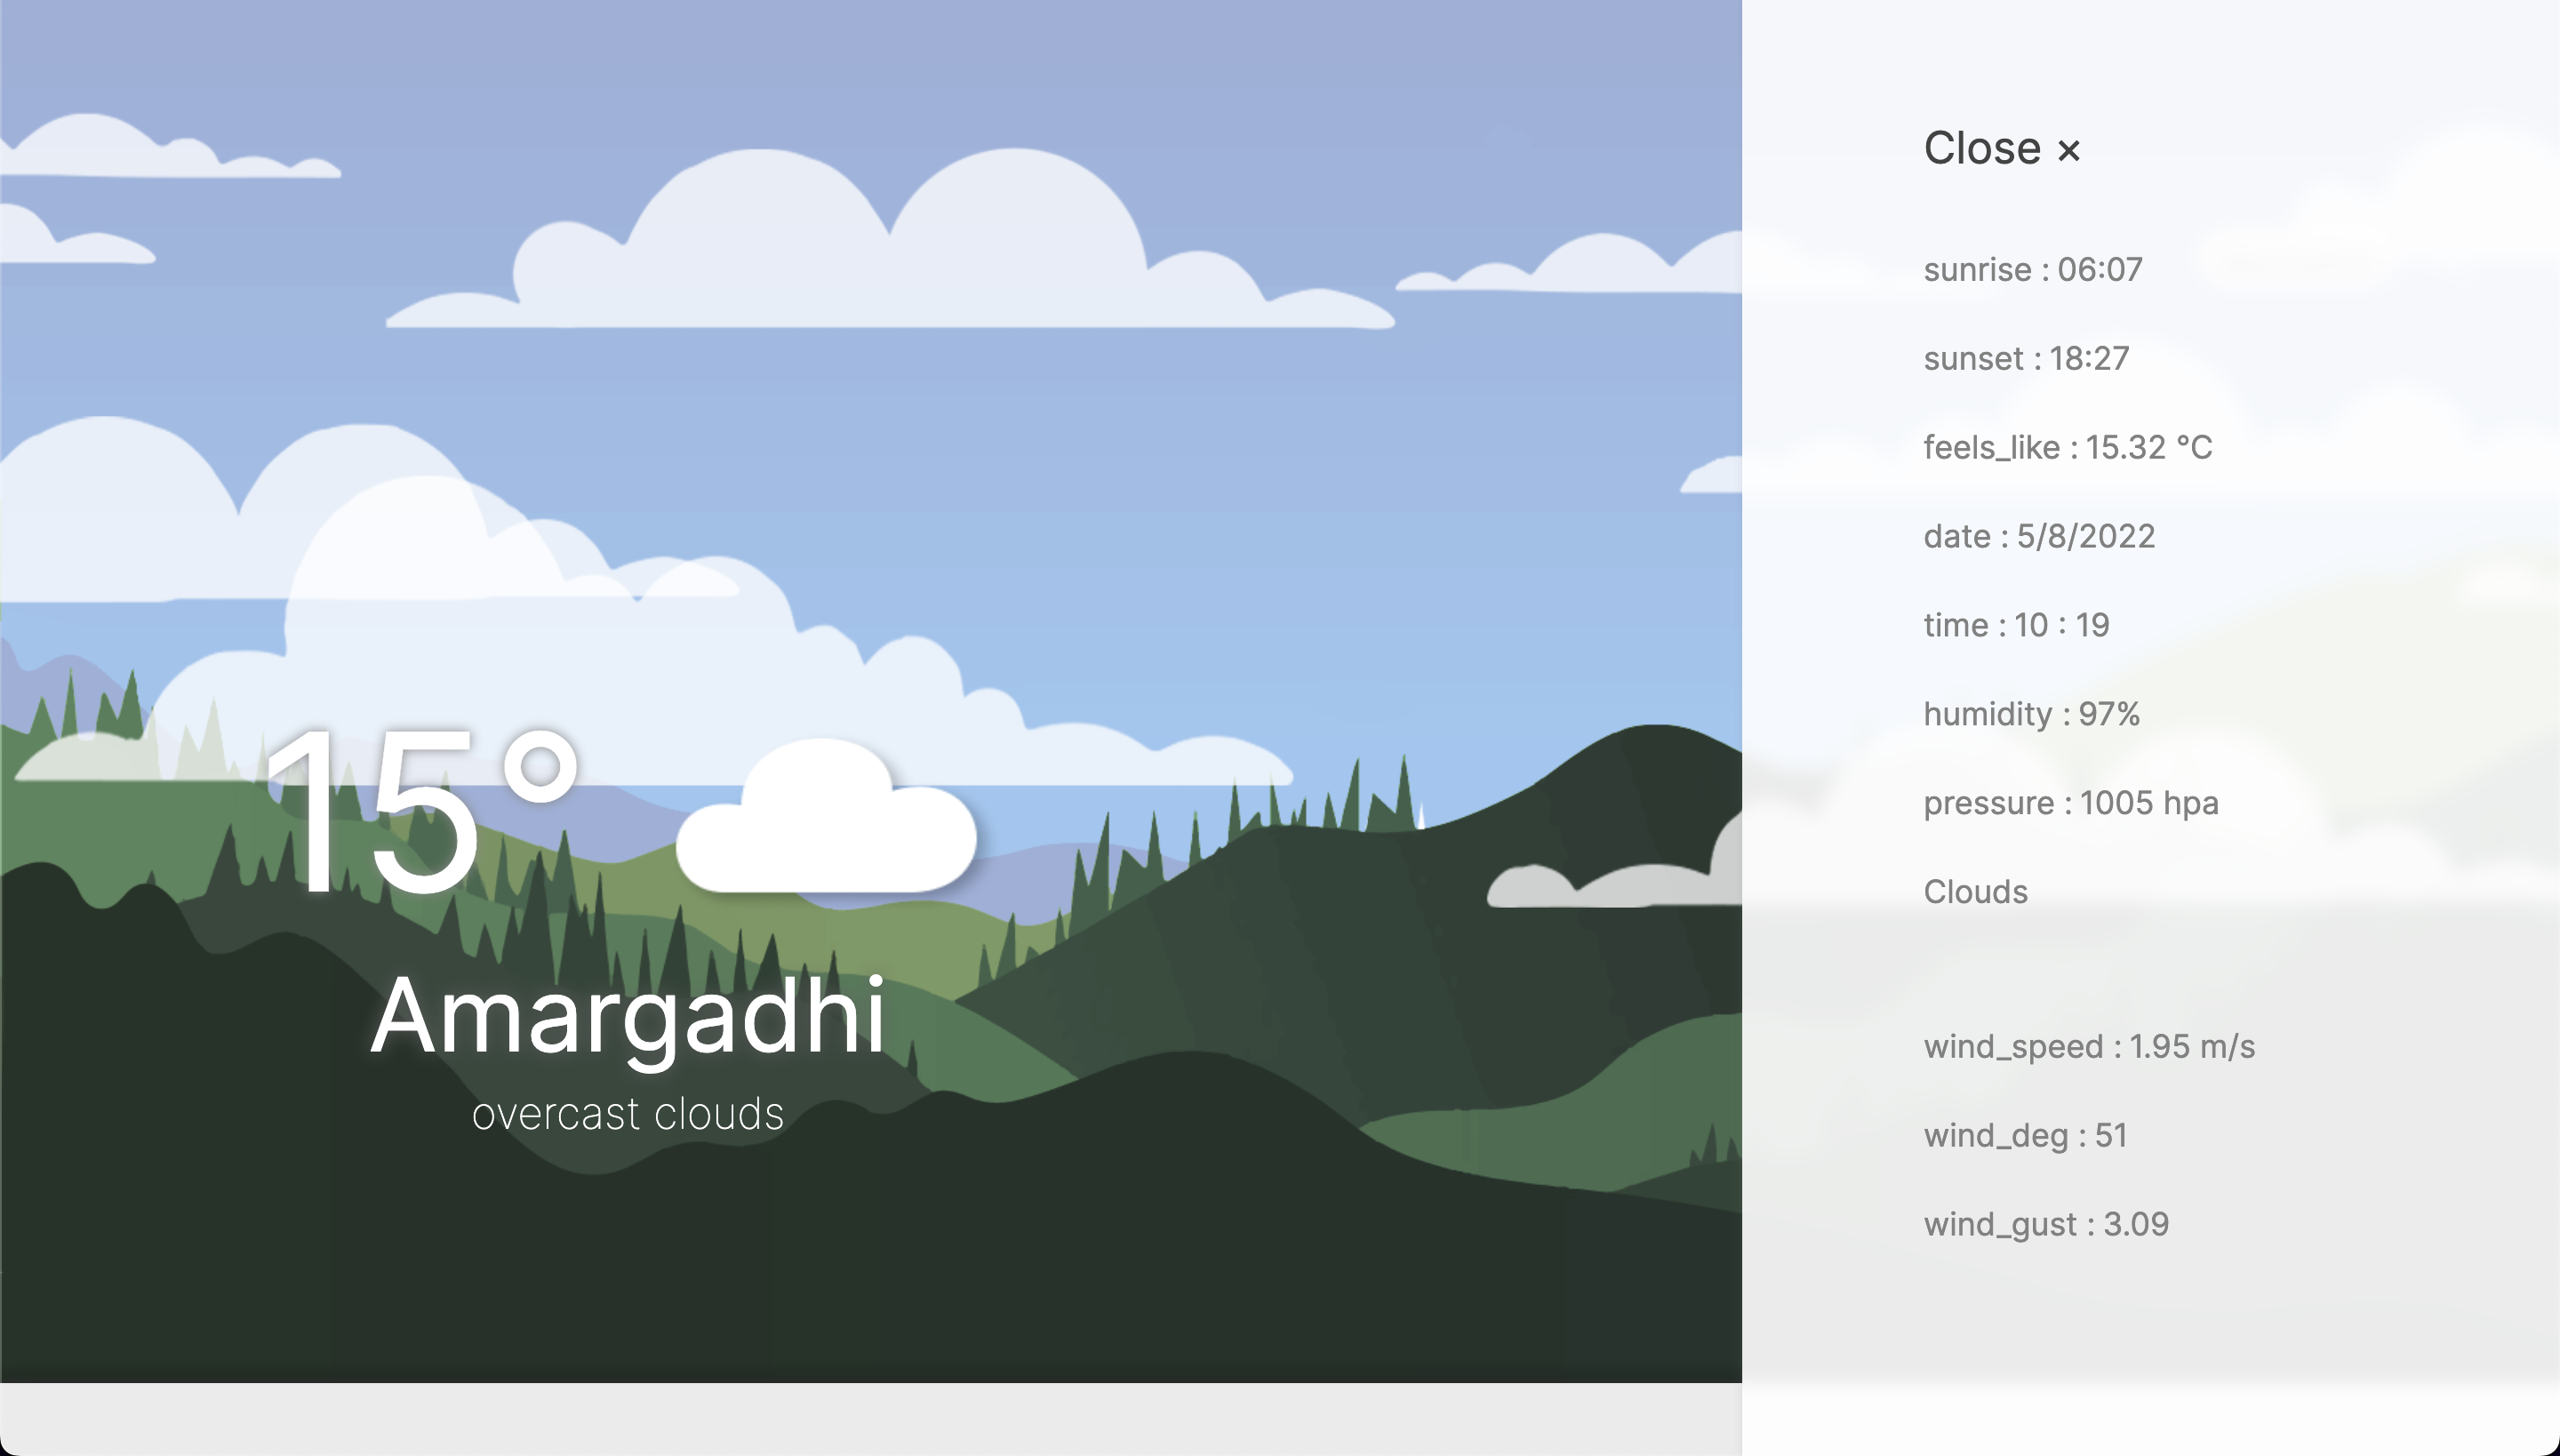 15°
Amargadhi
overcast clouds
Close ×
sunrise : 06:07
sunset : 18:27
feels_like : 15.32 °C
date : 5/8/2022
time : 10 : 19
humidity : 97%
pressure : 1005 hpa
Clouds
wind_speed : 1.95 m/s
wind_deg : 51
wind_gust : 3.09